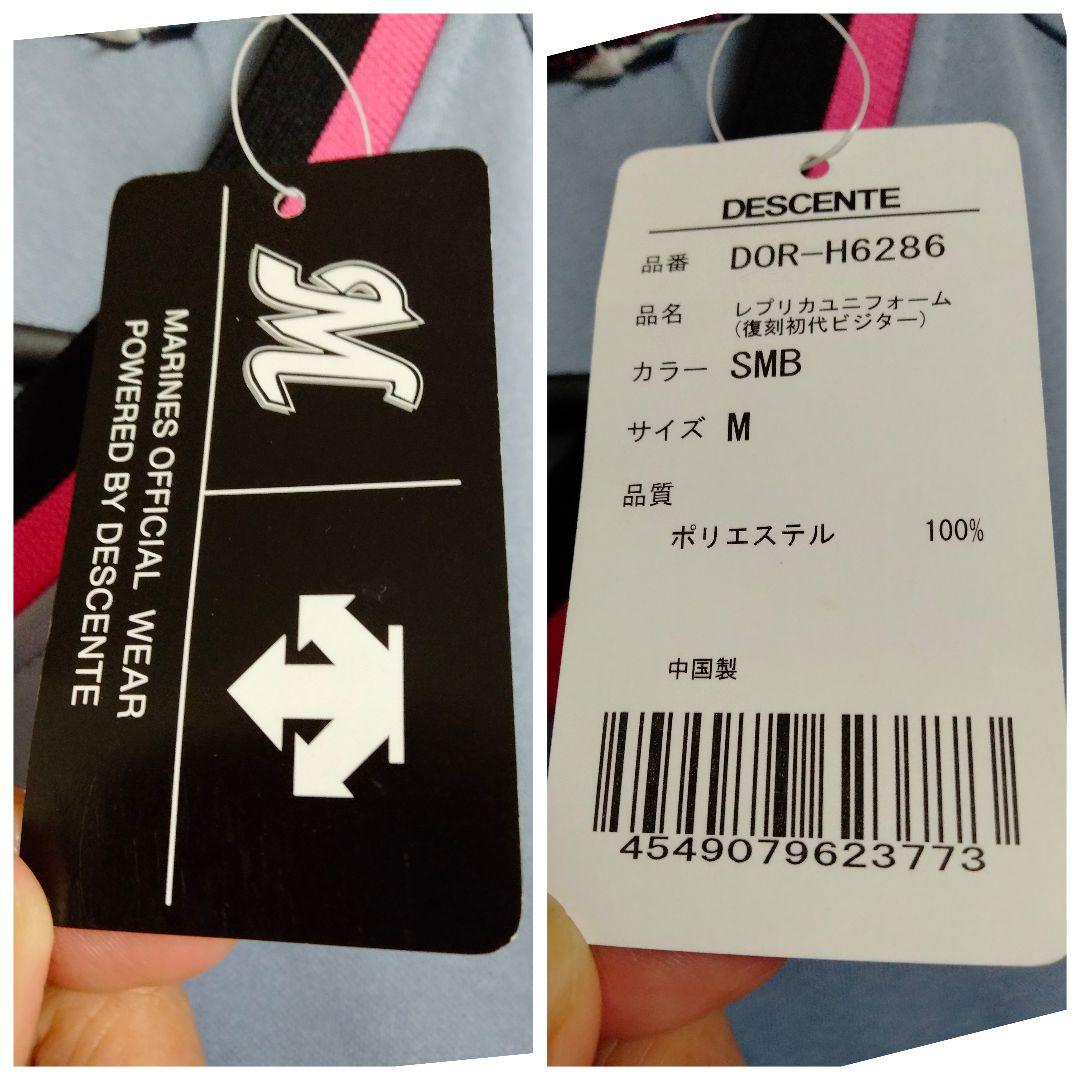 M
MARINES OFFICIAL WEAR
POWERED BY DESCENTE
DESCENTE
品番 DOR-H6286
品名 レプリカユニフォーム
(復刻初代ビジター)
カラー SMB
サイズ M
品質
ポリエステル 100%
中国製
4549079623773